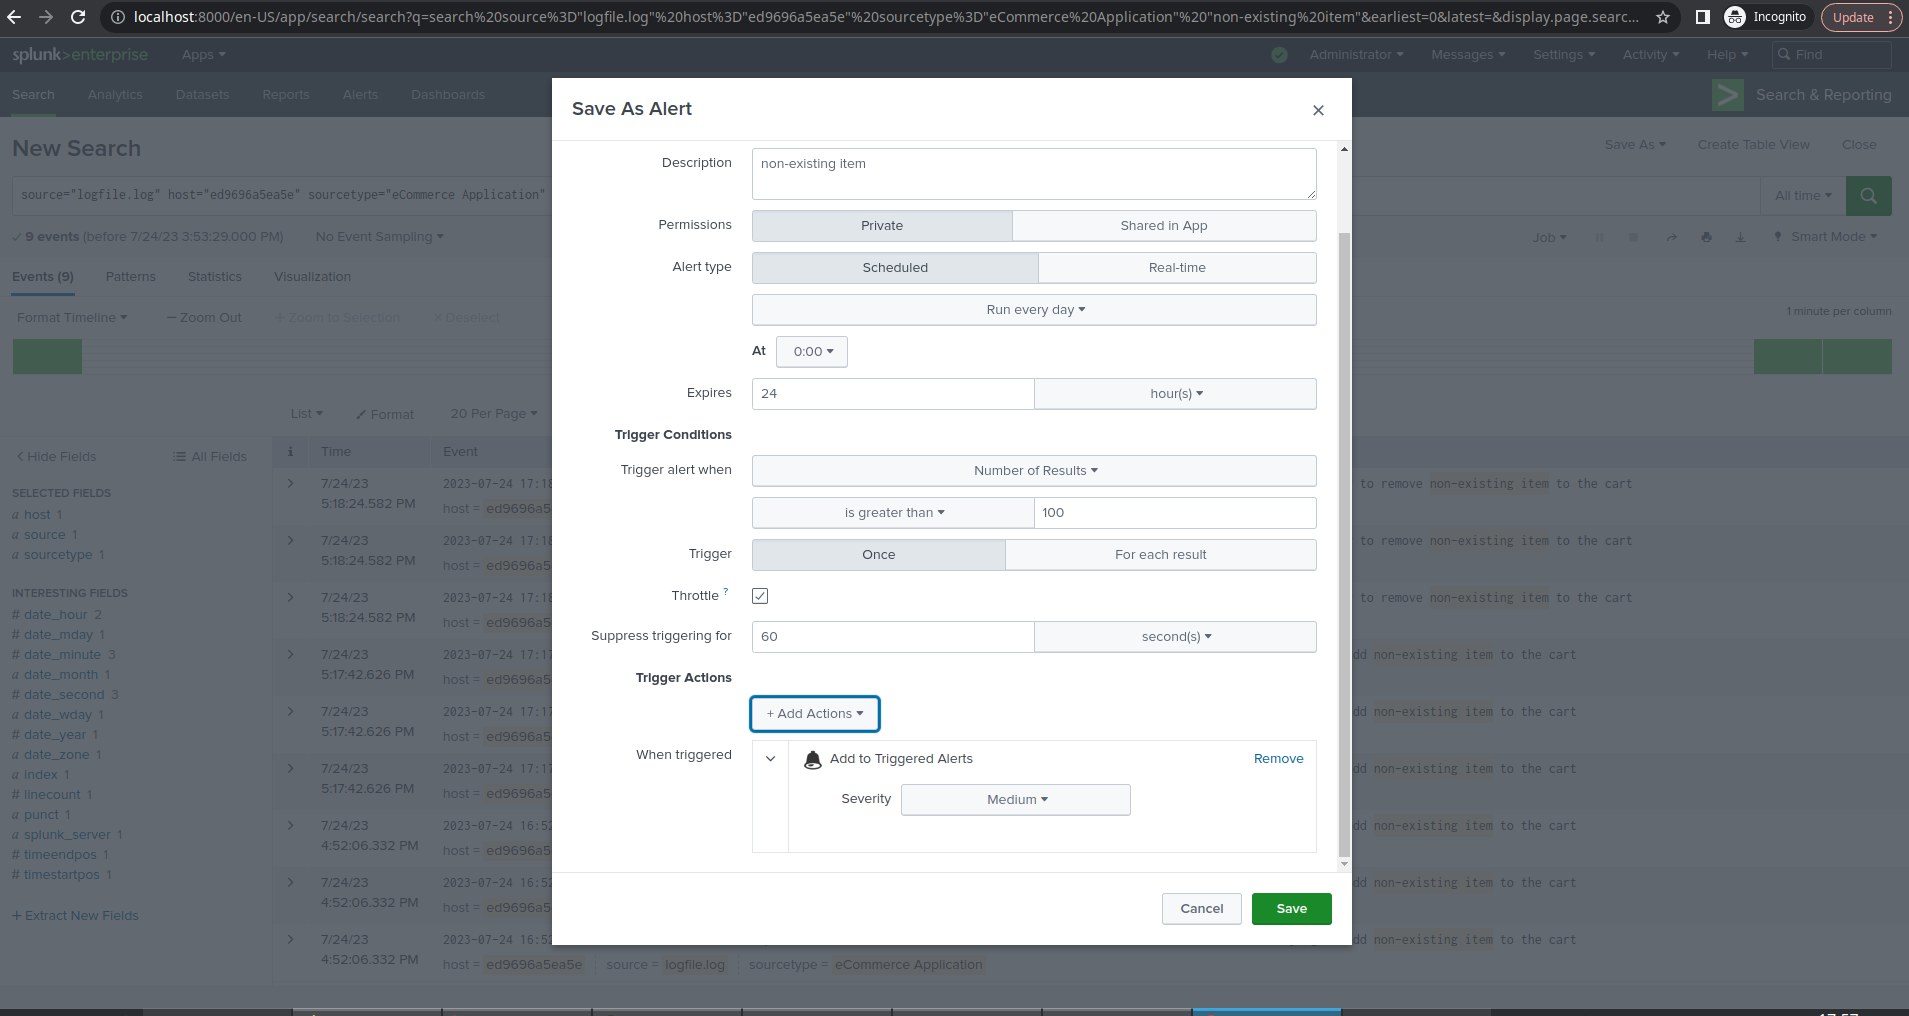 localhost:8000/en-US/app/search/search?q=search%20source%3D"logfile.log"%20host%3D"ed9696a5ea5e"%20sourcetype%3D"eCommerce%20Application"%20"non-existing%20item"&earliest=0&latest=&display.page.searc...
Incognito
Update
splunk>enterprise Apps
Administrator Messages Settings Activity Help Find
Search Analytics Datasets Reports Alerts Dashboards
Search & Reporting
New Search
Save As Create Table View Close
source="logfile.log" host="ed9696a5ea5e" sourcetype="eCommerce Application"
All time
9 events (before 7/24/23 3:53:29.000 PM) No Event Sampling
Job Smart Mode
Events (9) Patterns Statistics Visualization
Format Timeline — Zoom Out + Zoom to Selection × Deselect
1 minute per column
List Format 20 Per Page
Hide Fields All Fields
i Time Event
SELECTED FIELDS
a host 1
a source 1
a sourcetype 1
INTERESTING FIELDS
# date_hour 2
# date_mday 1
# date_minute 3
a date_month 1
# date_second 3
a date_wday 1
# date_year 1
a date_zone 1
a index 1
# linecount 1
a punct 1
a splunk_server 1
# timeendpos 1
# timestartpos 1
+ Extract New Fields
7/24/23 2023-07-24 17:18 to remove non-existing item to the cart
5:18:24.582 PM host = ed9696a5
7/24/23 2023-07-24 17:18 to remove non-existing item to the cart
5:18:24.582 PM host = ed9696a5
7/24/23 2023-07-24 17:18 to remove non-existing item to the cart
5:18:24.582 PM host = ed9696a5
7/24/23 2023-07-24 17:17 dd non-existing item to the cart
5:17:42.626 PM host = ed9696a5
7/24/23 2023-07-24 17:17 dd non-existing item to the cart
5:17:42.626 PM host = ed9696a5
7/24/23 2023-07-24 17:17 dd non-existing item to the cart
5:17:42.626 PM host = ed9696a5
7/24/23 2023-07-24 16:52 dd non-existing item to the cart
4:52:06.332 PM host = ed9696a5
7/24/23 2023-07-24 16:52 dd non-existing item to the cart
4:52:06.332 PM host = ed9696a5
7/24/23 2023-07-24 16:52 dd non-existing item to the cart
4:52:06.332 PM host = ed9696a5ea5e source = logfile.log sourcetype = eCommerce Application
Save As Alert
Description non-existing item
Permissions Private Shared in App
Alert type Scheduled Real-time
Run every day
At 0:00
Expires 24 hour(s)
Trigger Conditions
Trigger alert when Number of Results
is greater than 100
Trigger Once For each result
Throttle ?
Suppress triggering for 60 second(s)
Trigger Actions
+ Add Actions
When triggered Add to Triggered Alerts Remove
Severity Medium
Cancel Save